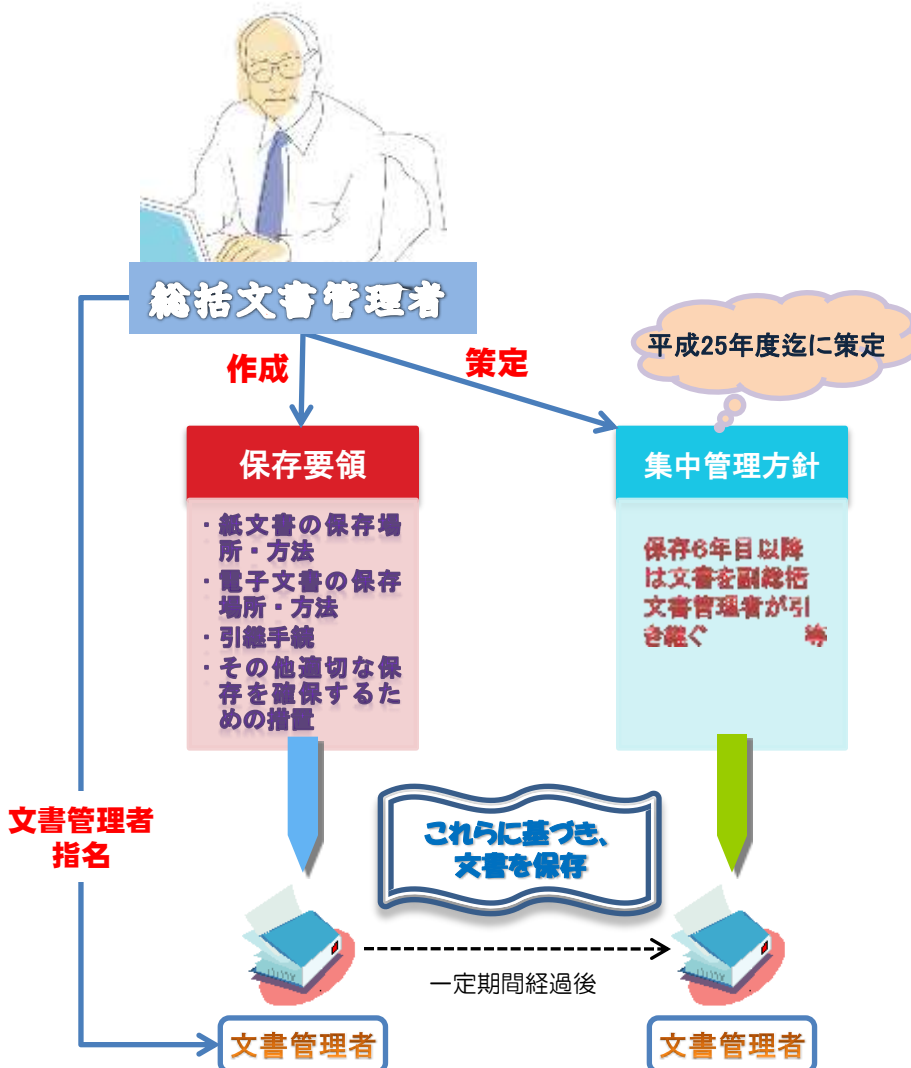 総括文書管理者
作成
策定
平成25年度迄に策定
保存要領
・紙文書の保存場
所・方法
・電子文書の保存
場所・方法
・引継手続
・その他適切な保
存を確保するた
めの措置
集中管理方針
保存6年目以降
は文書を副総括
文書管理者が引
き継ぐ 等
文書管理者
指名
これらに基づき、
文書を保存
一定期間経過後
文書管理者
文書管理者